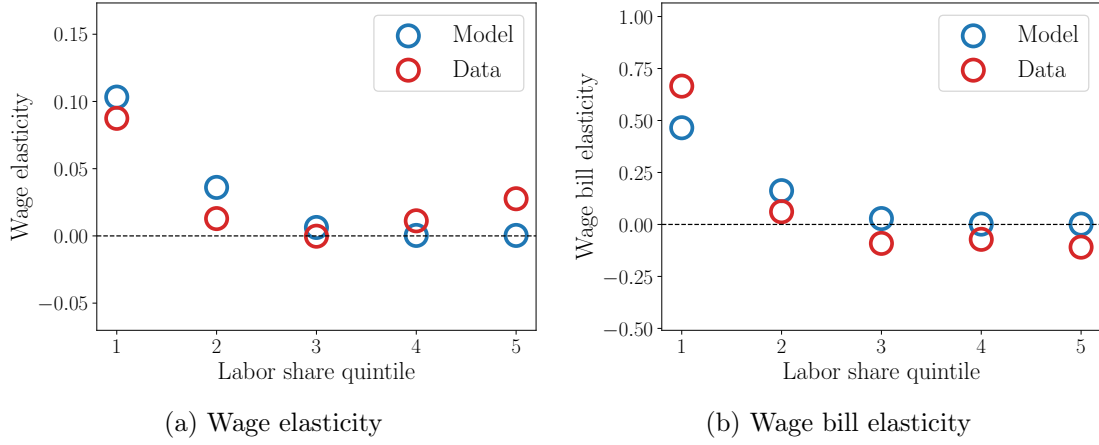 0.15
0.10
0.05
0.00
−0.05
Wage elasticity
Model
Data
1 2 3 4 5
Labor share quintile
(a) Wage elasticity
1.00
0.75
0.50
0.25
0.00
−0.25
−0.50
Wage bill elasticity
Model
Data
1 2 3 4 5
Labor share quintile
(b) Wage bill elasticity